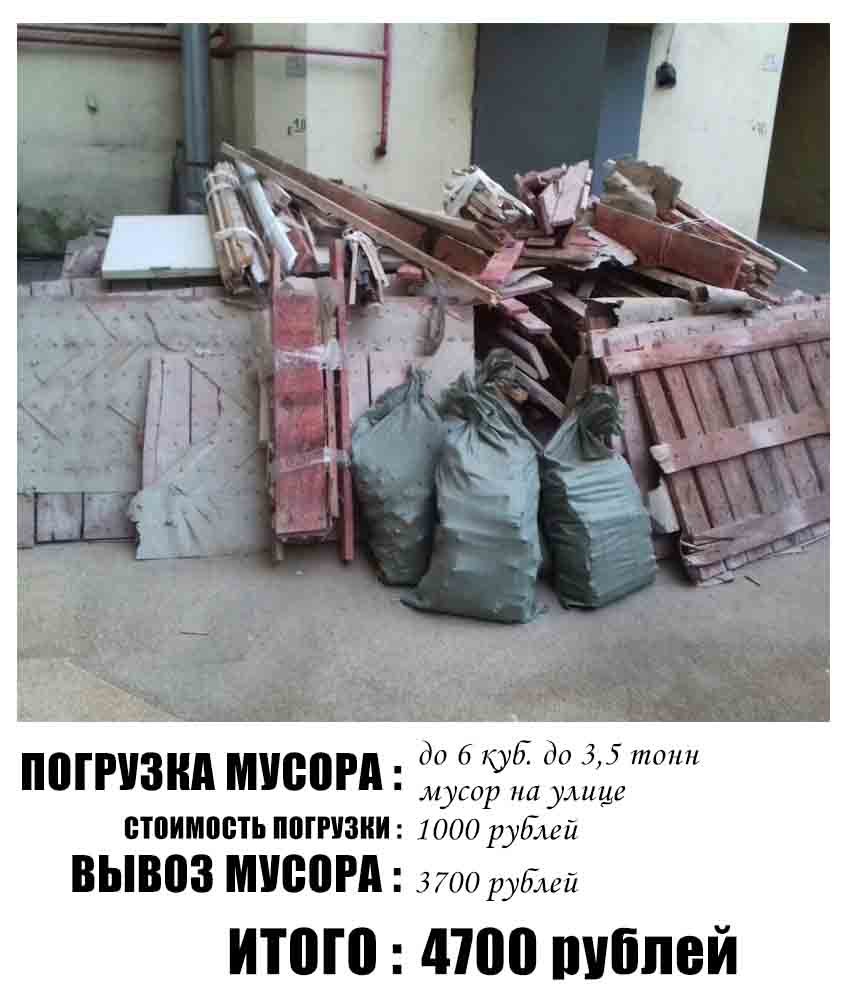 ПОГРУЗКА МУСОРА : до 6 куб. до 3,5 тонн
мусор на улице
СТОИМОСТЬ ПОГРУЗКИ : 1000 рублей
ВЫВОЗ МУСОРА : 3700 рублей
ИТОГО : 4700 рублей